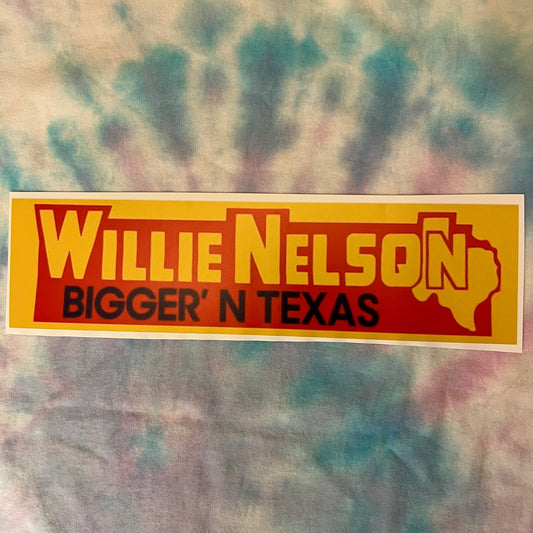 WILLIE NELSON
BIGGER' N TEXAS